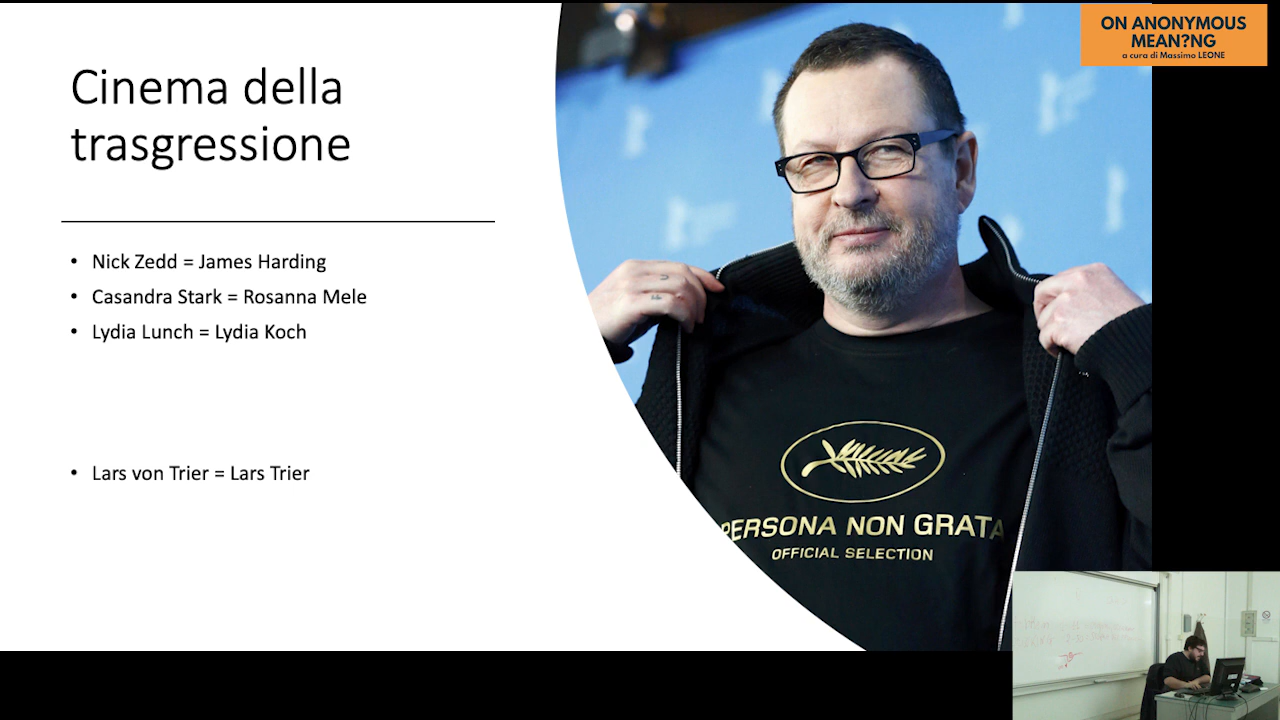 Cinema della
trasgressione
• Nick Zedd = James Harding
• Casandra Stark = Rosanna Mele
• Lydia Lunch = Lydia Koch
• Lars von Trier = Lars Trier
PERSONA NON GRATA
OFFICIAL SELECTION
ON ANONYMOUS
MEAN?NG
a cura di Massimo LEONE